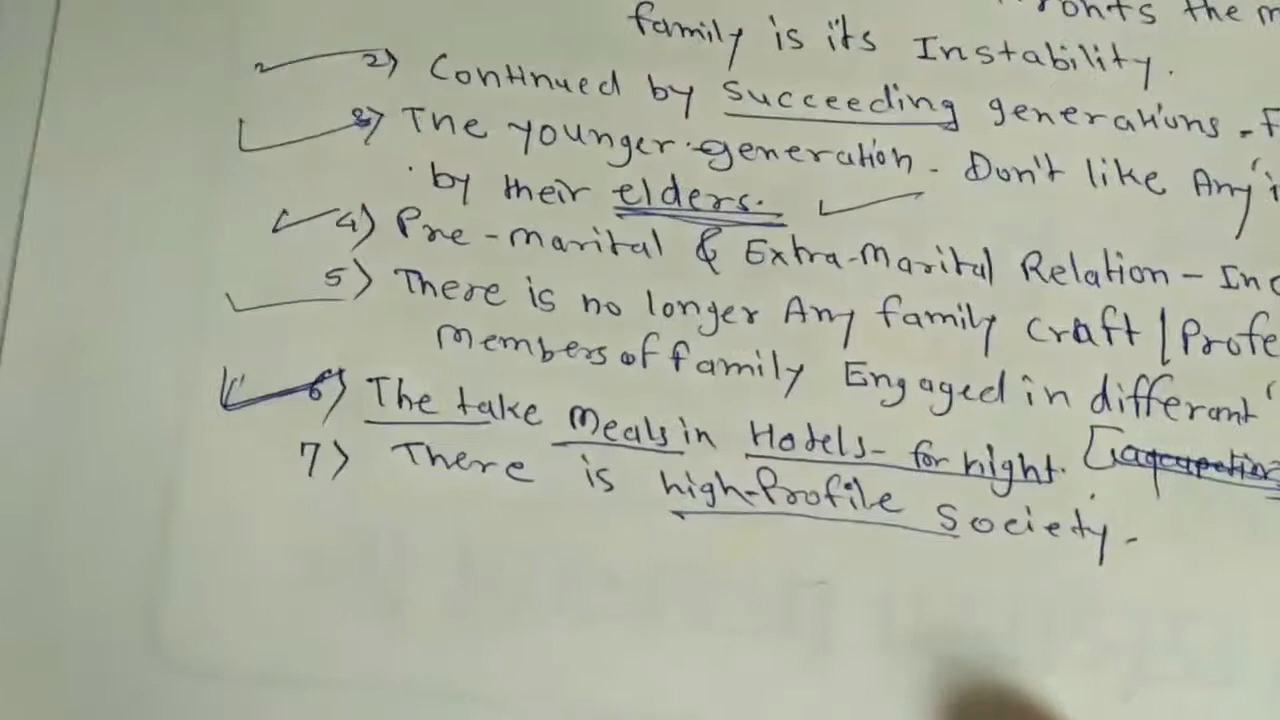 the
family is its Instability.
2) Continued by succeeding generations -
3) The younger generation - Don't like Any
by their elders.
4) Pre-marital & Extra-Marital Relation -
5) There is no longer Any family craft |
members of family Engaged in different
6) The take meals in Hotels - for night.
7) There is high-Profile Society.